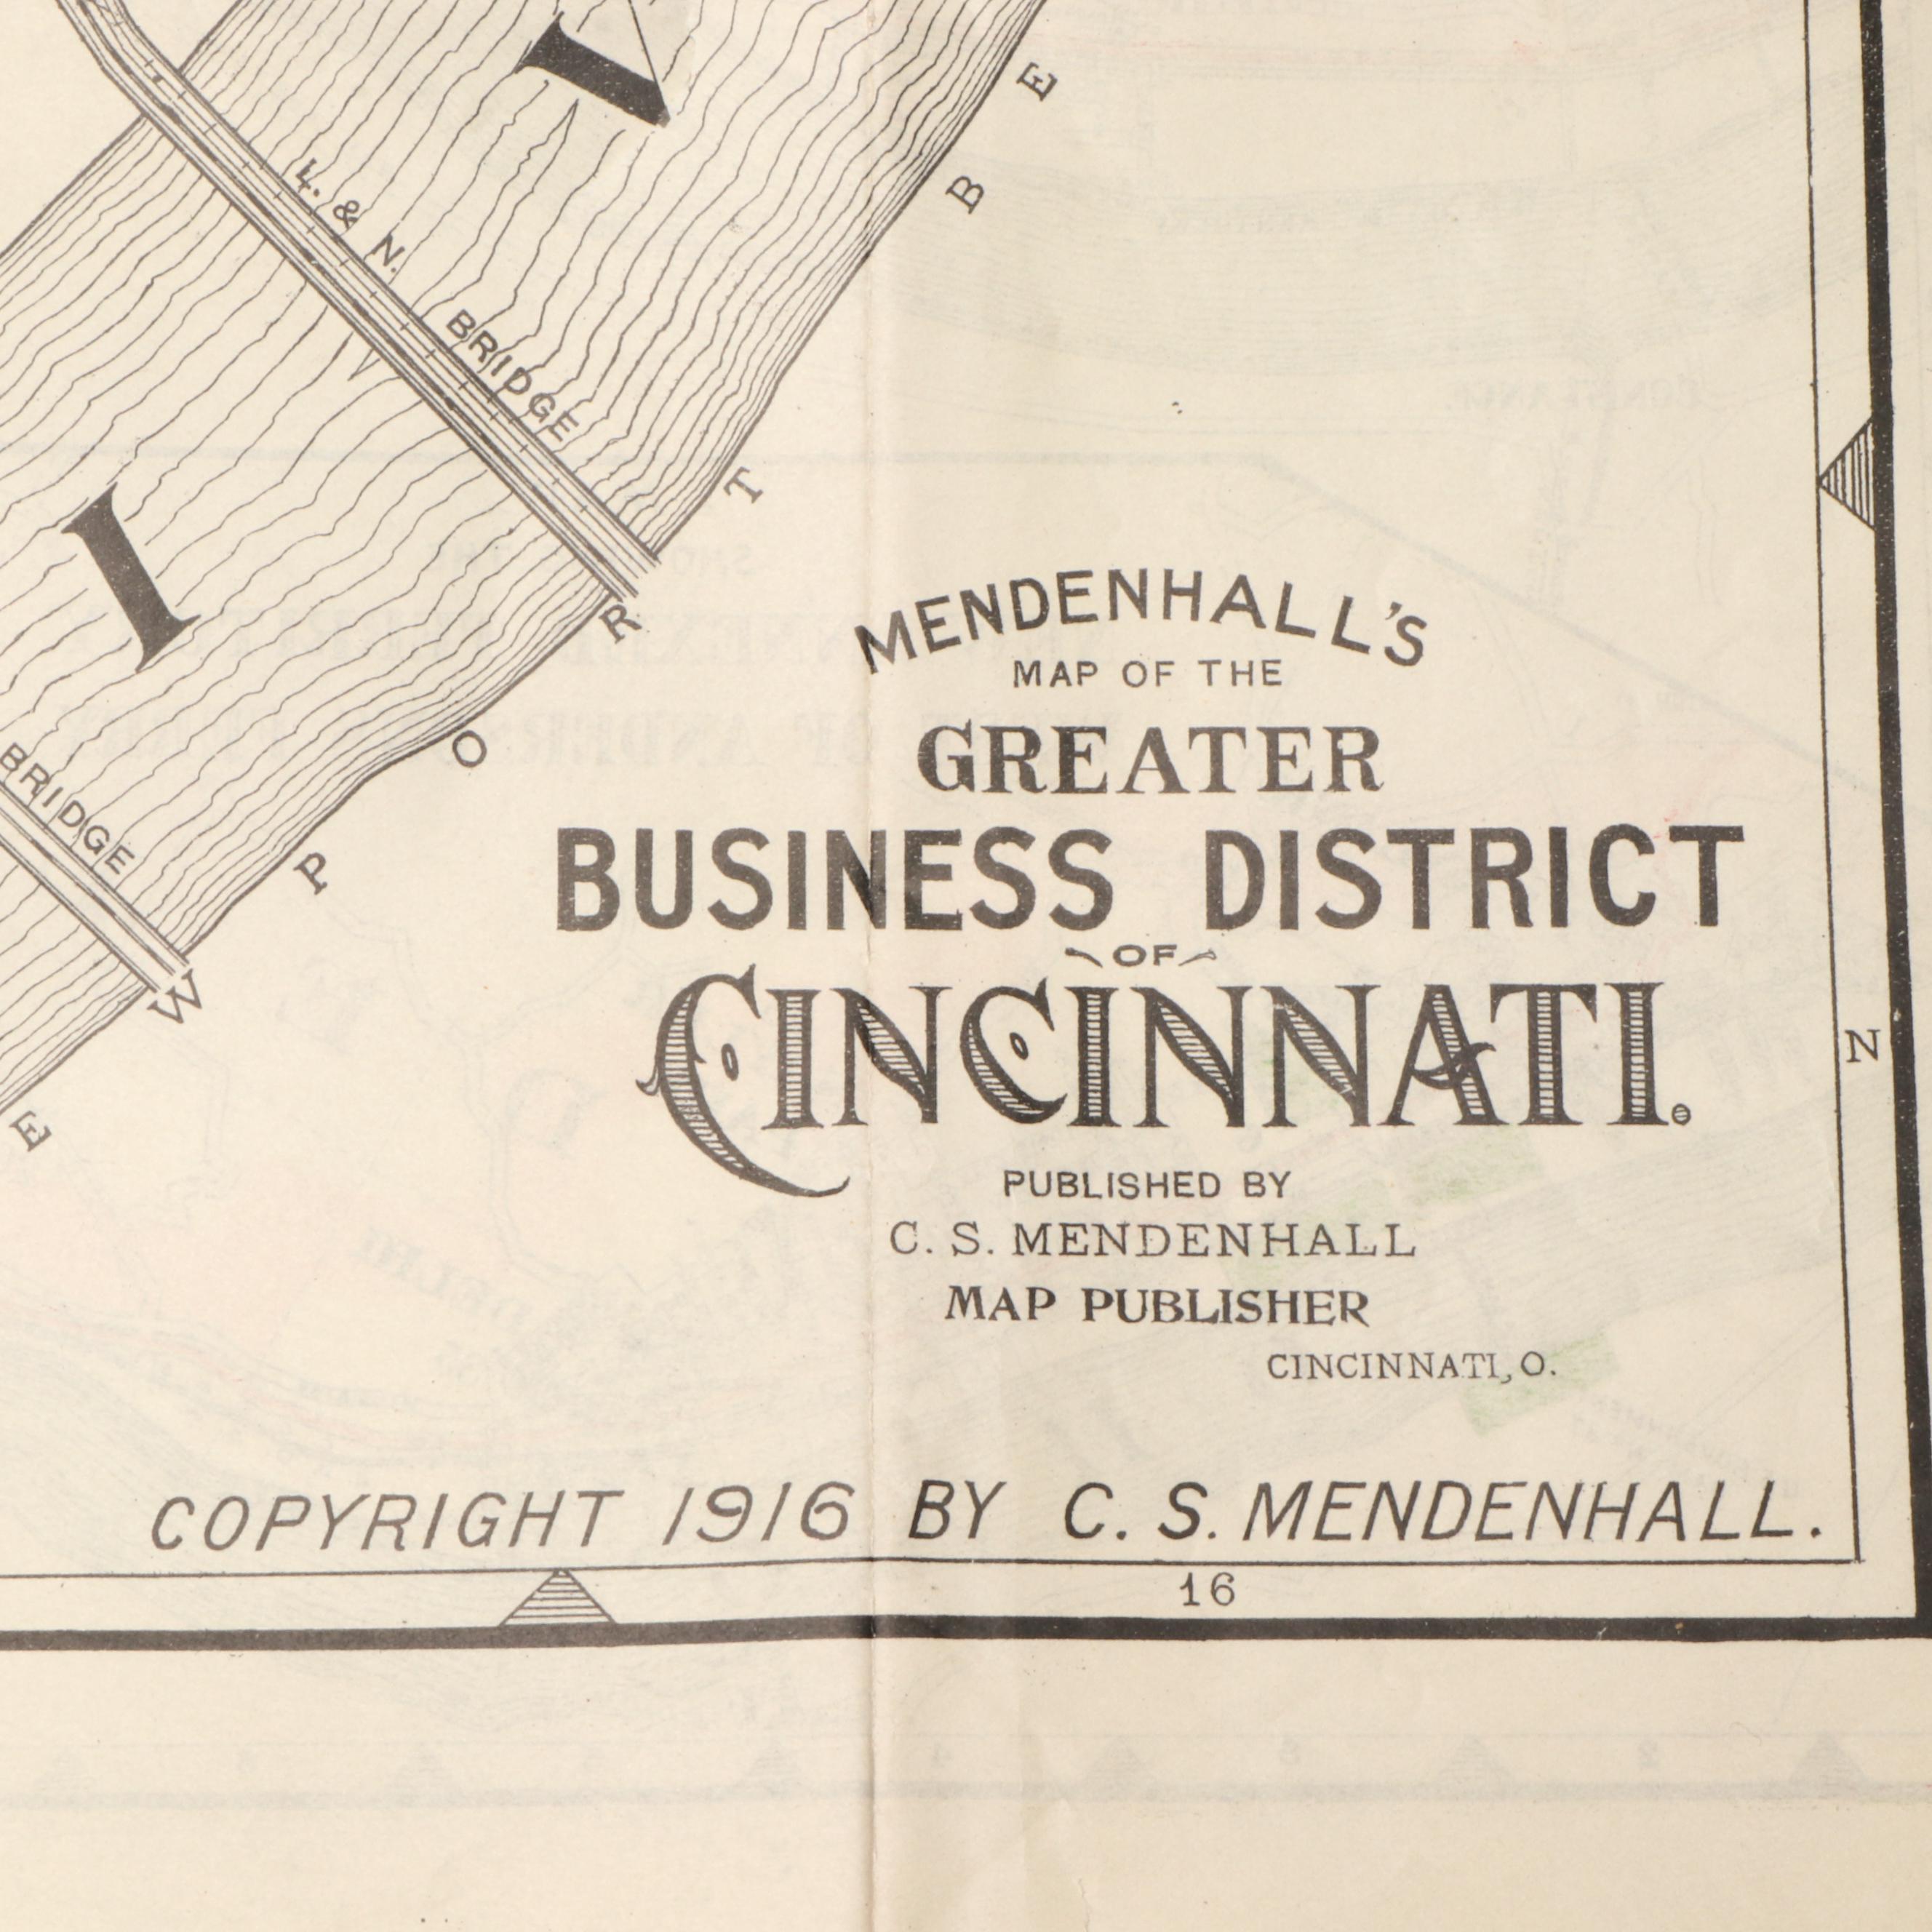 V
E
B
L. & N. BRIDGE
T
I
R
O
BRIDGE
P
W
E
MENDENHALL'S
MAP OF THE
GREATER
BUSINESS DISTRICT
OF
CINCINNATI.
PUBLISHED BY
C. S. MENDENHALL
MAP PUBLISHER
CINCINNATI, O.
N
COPYRIGHT 1916 BY C. S. MENDENHALL.
16